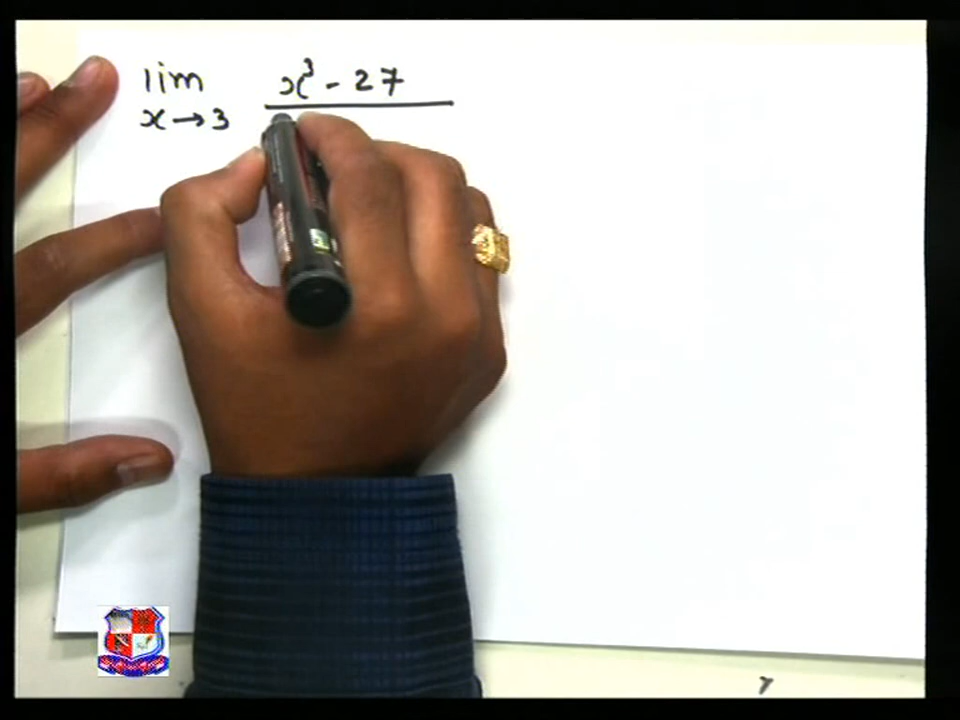 lim x³ - 27
x → 3